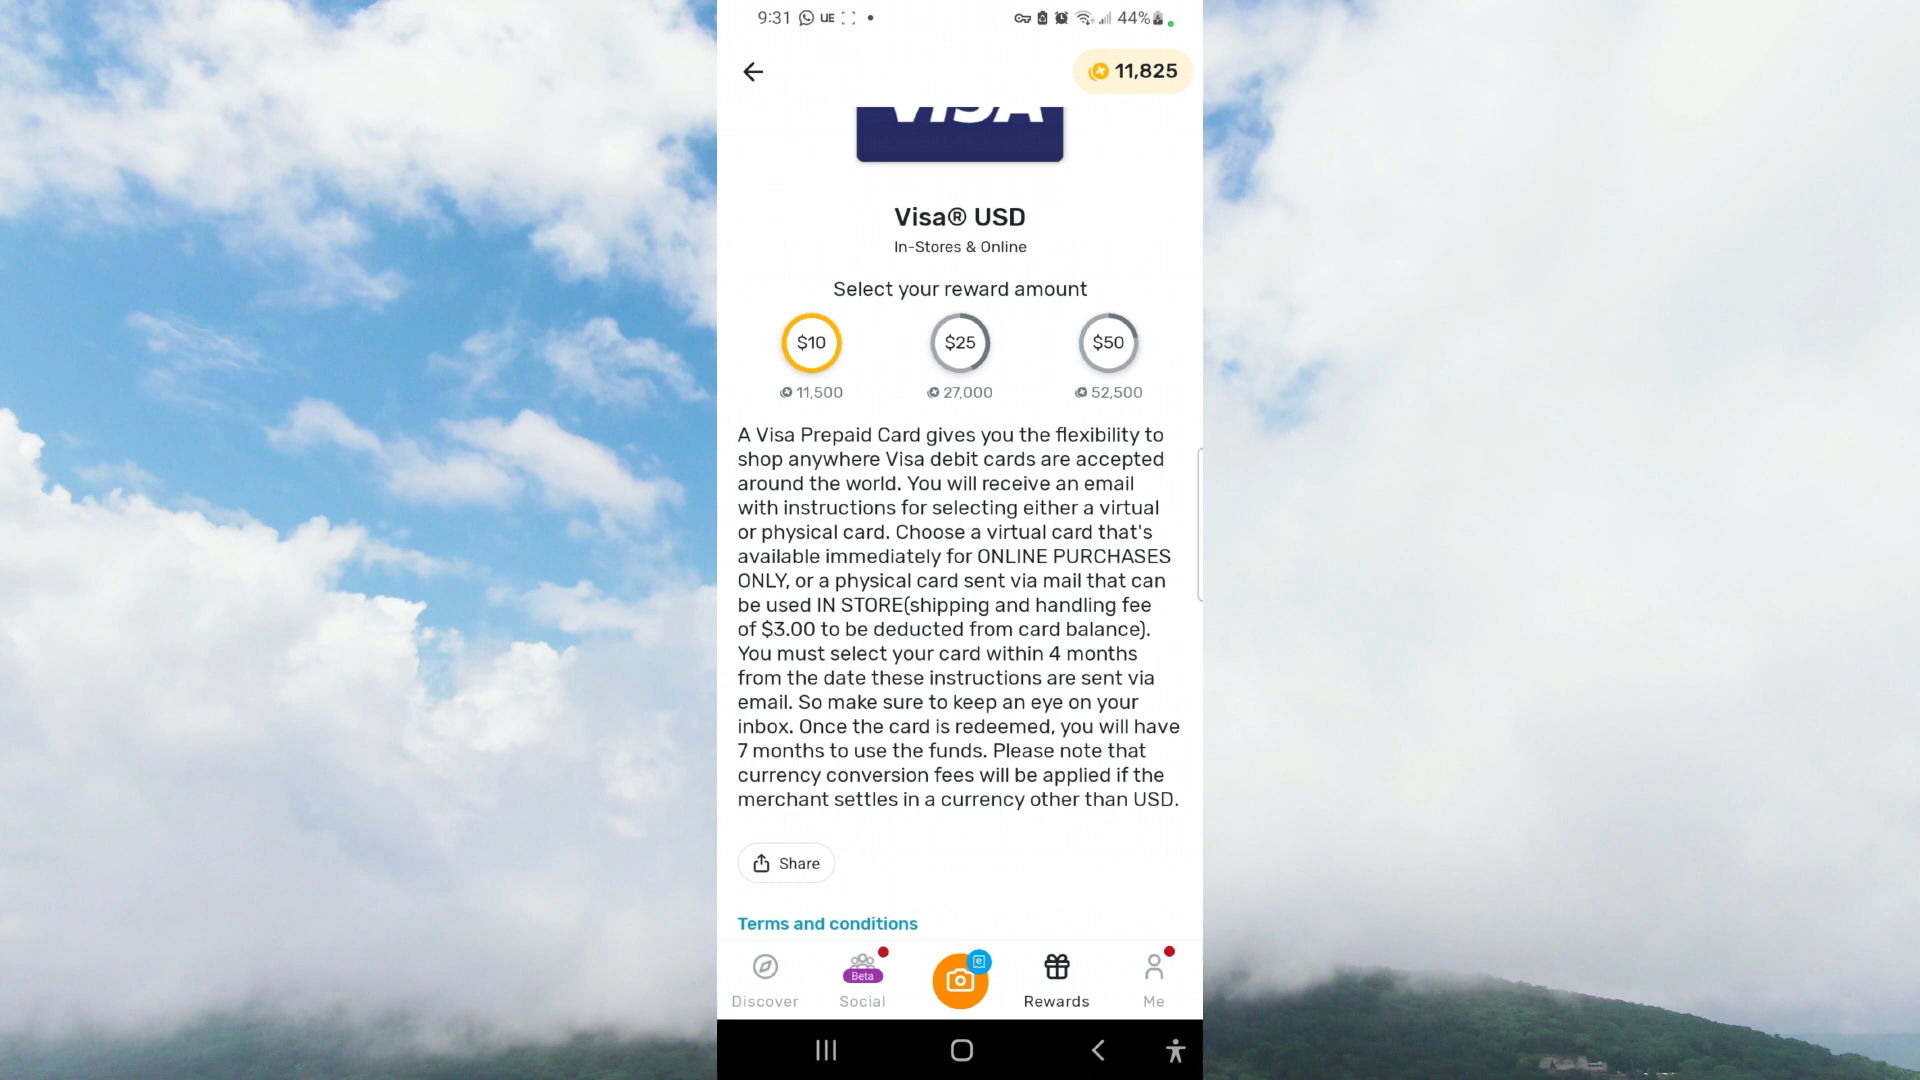 9:31 UE 44%
11,825
VISA
Visa® USD
In-Stores & Online
Select your reward amount
$10 $25 $50
11,500 27,000 52,500
A Visa Prepaid Card gives you the flexibility to
shop anywhere Visa debit cards are accepted
around the world. You will receive an email
with instructions for selecting either a virtual
or physical card. Choose a virtual card that's
available immediately for ONLINE PURCHASES
ONLY, or a physical card sent via mail that can
be used IN STORE(shipping and handling fee
of $3.00 to be deducted from card balance).
You must select your card within 4 months
from the date these instructions are sent via
email. So make sure to keep an eye on your
inbox. Once the card is redeemed, you will have
7 months to use the funds. Please note that
currency conversion fees will be applied if the
merchant settles in a currency other than USD.
Share
Terms and conditions
Beta
Discover Social Rewards Me